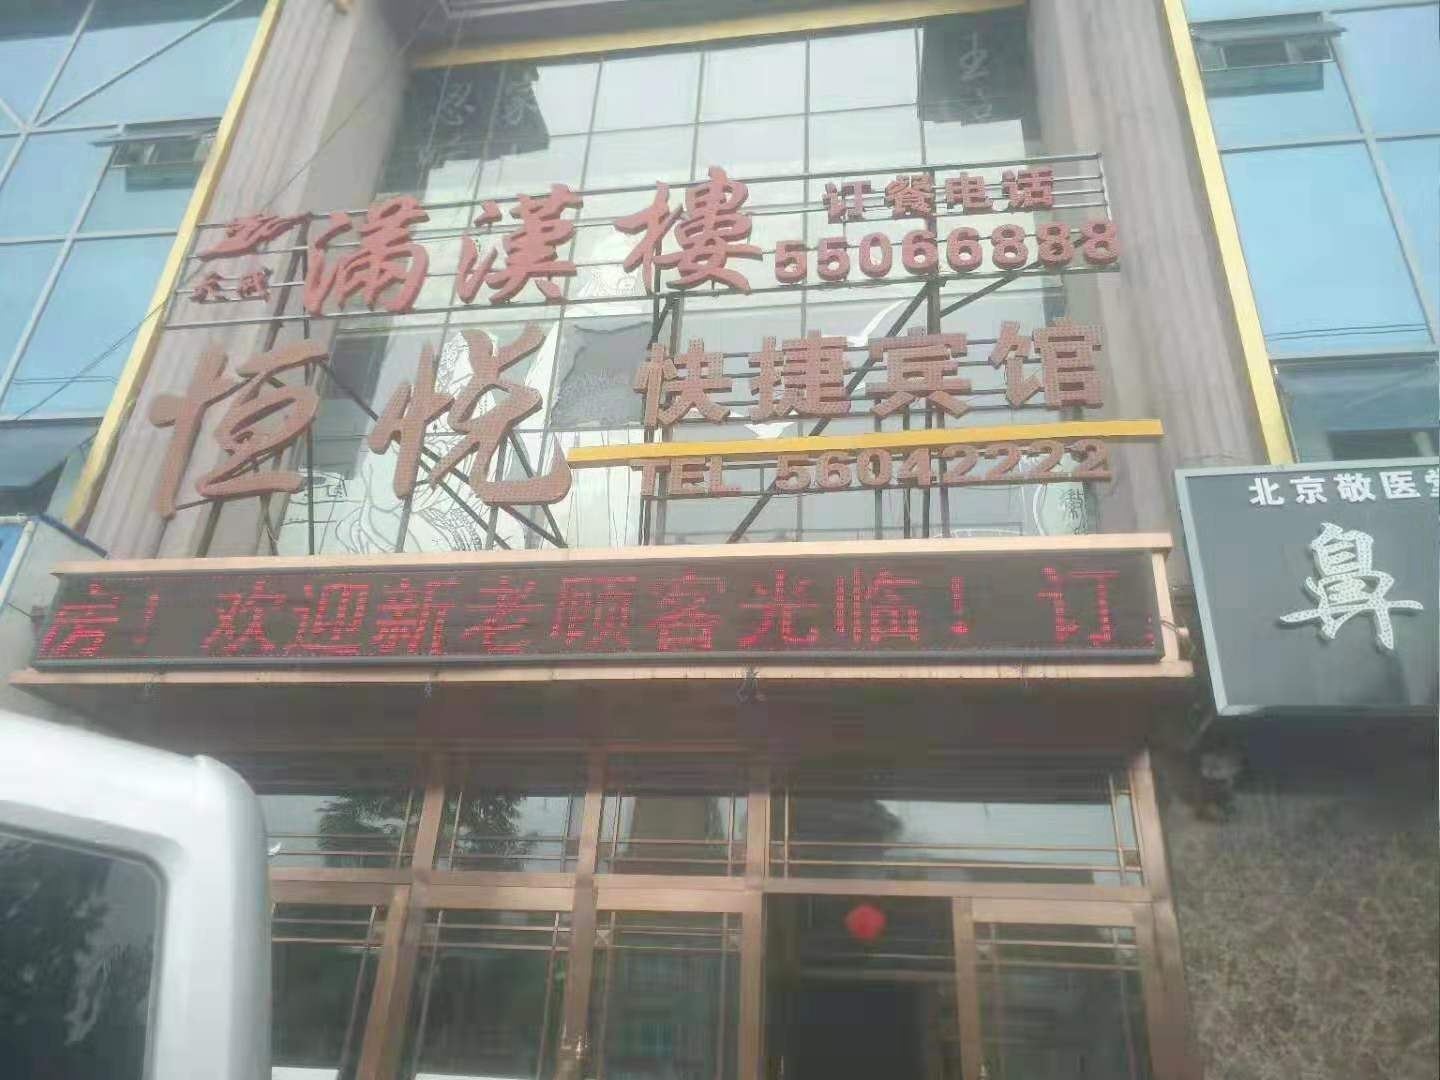 满漢樓
订餐电话
55066888
恒悦
快捷宾馆
TEL 56042222
房！欢迎新老顾客光临！订
北京敬医堂
鼻